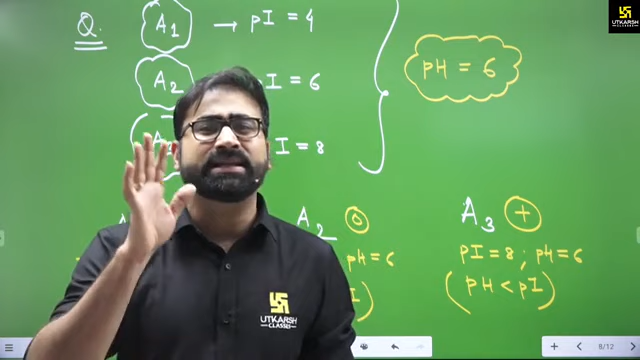 Q.
A1 → pI = 4
A2 pI = 6
I = 8
pH = 6
A2 0
pH = 6
A3 +
pI = 8 ; pH = 6
(pH < pI)
UTKARSH
CLASSES
UTKARSH
CLASSES
8/12